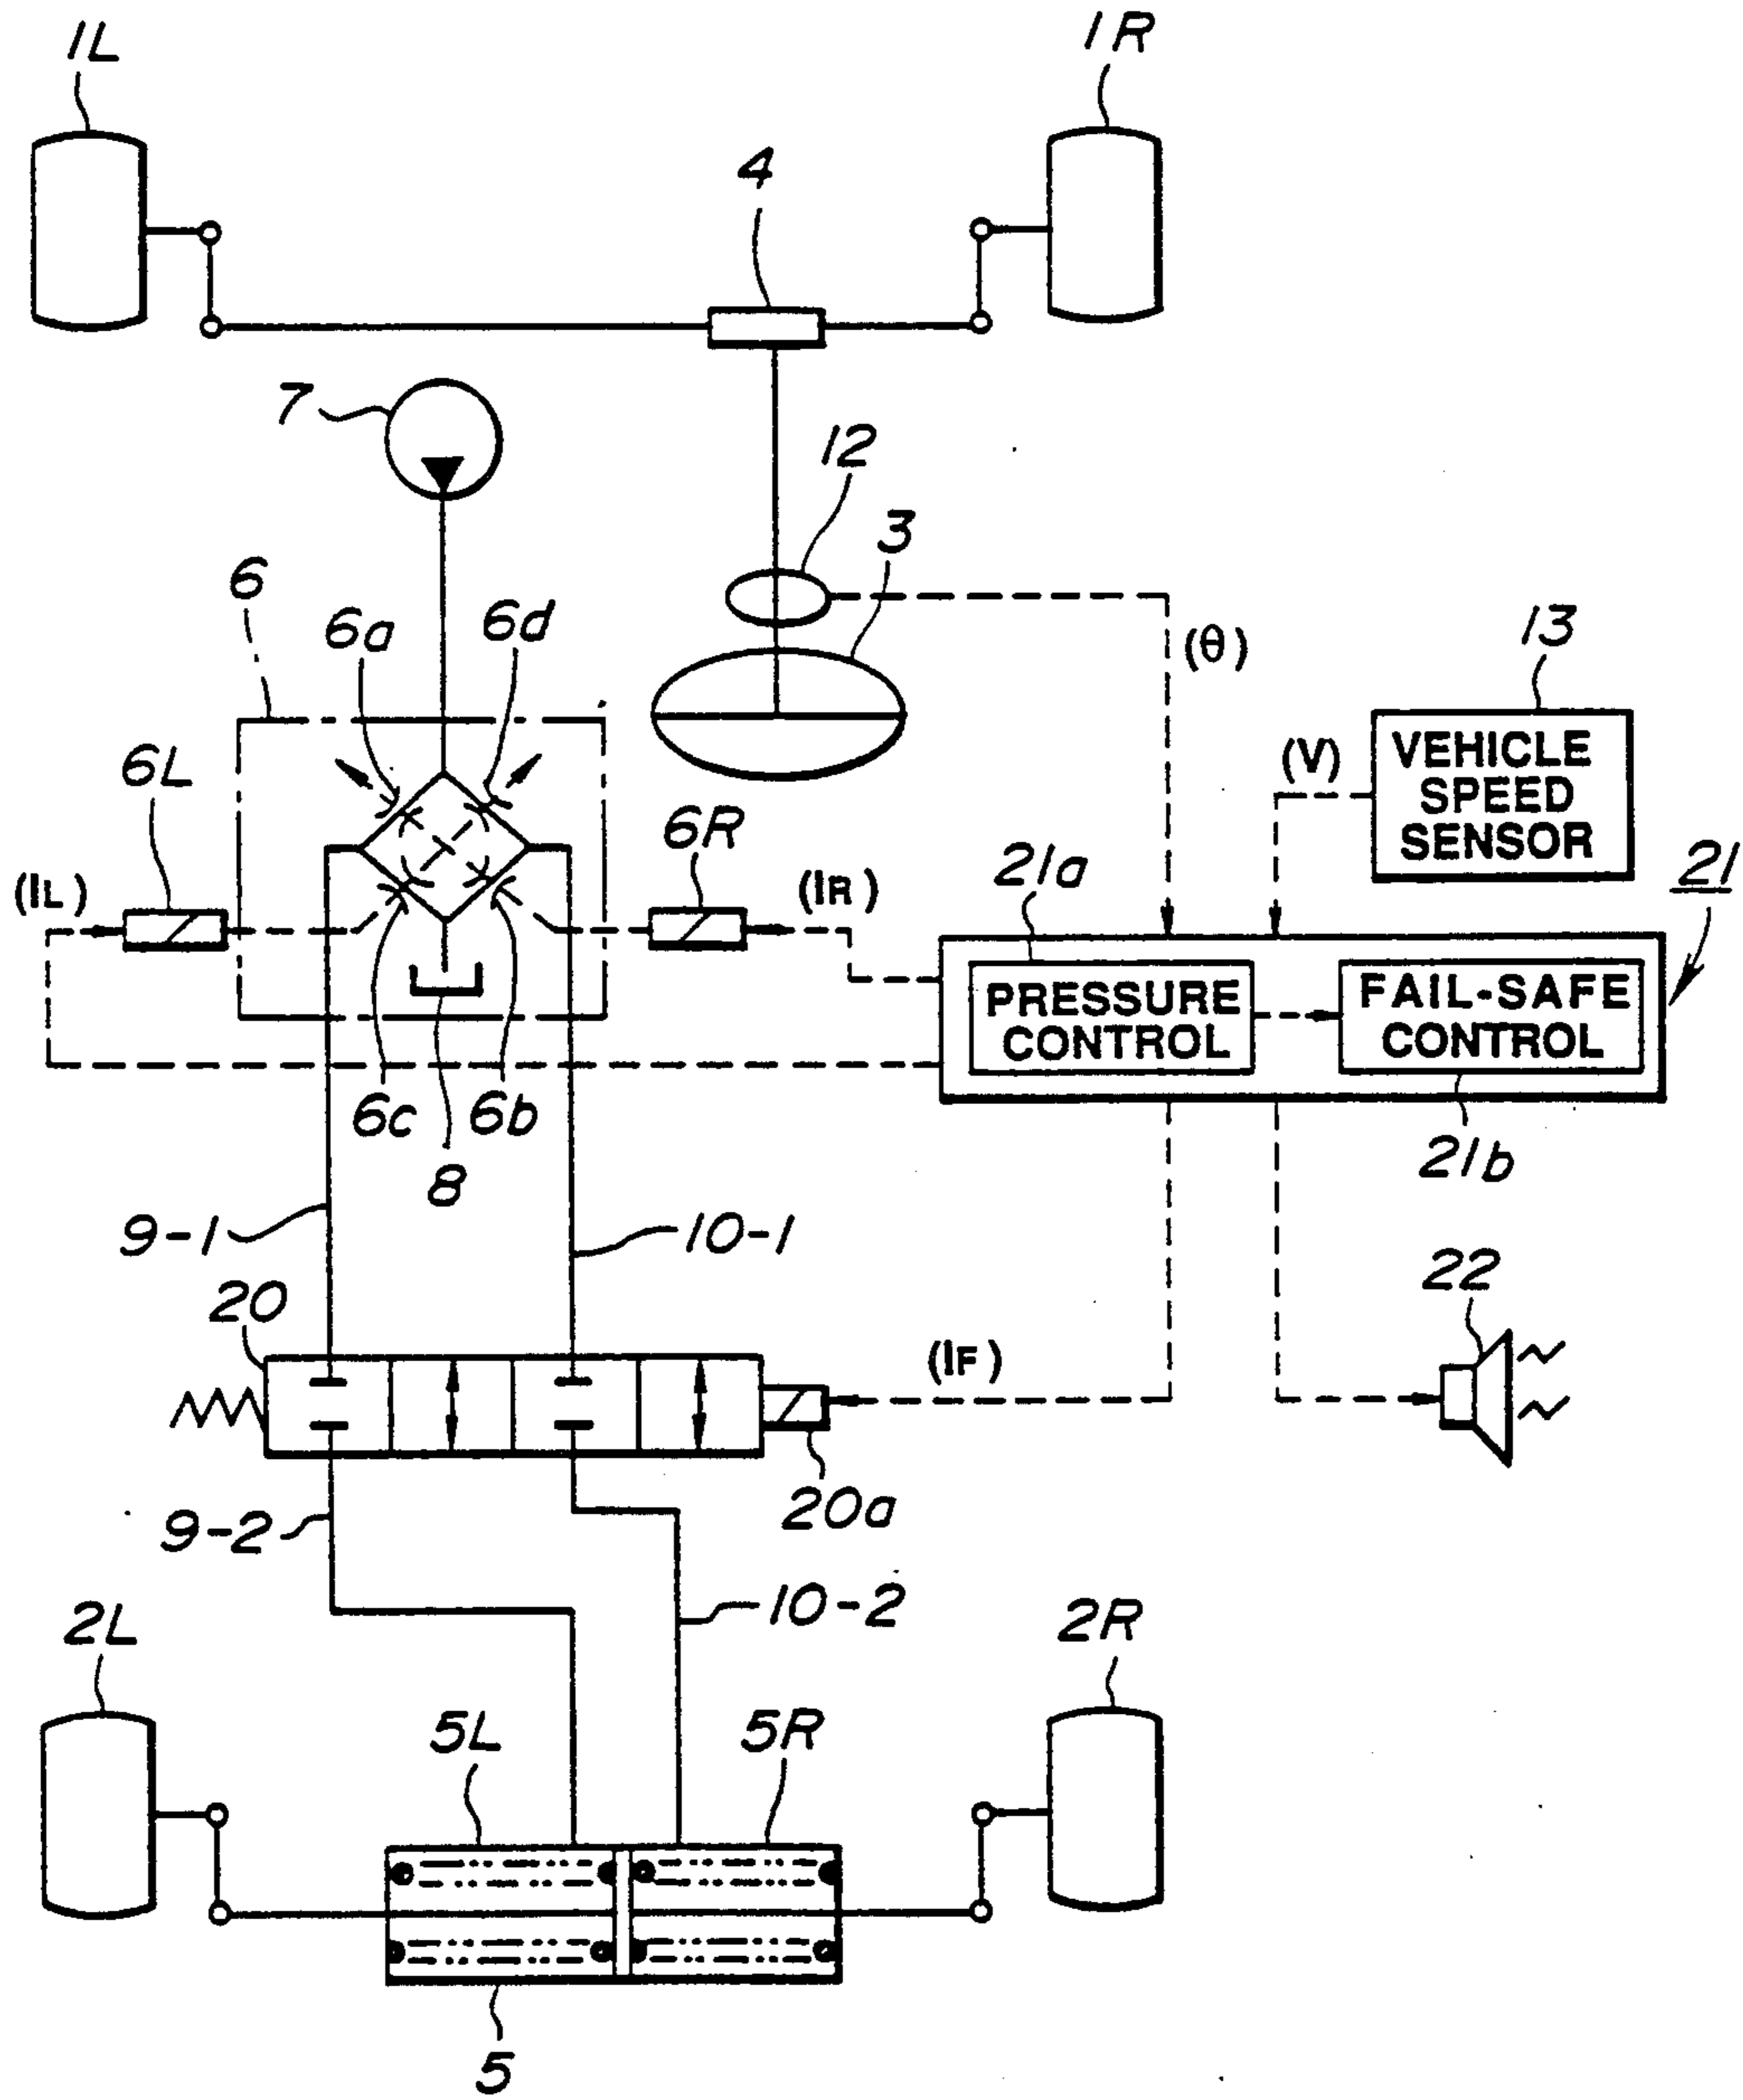 1L
1R
4
7
12
3
6
6a
6d
(θ)
13
6L
(V)
VEHICLE
SPEED
SENSOR
6R
21a
21
(IL)
(IR)
PRESSURE
CONTROL
FAIL-SAFE
CONTROL
6c
6b
8
21b
9-1
10-1
20
22
(IF)
20a
9-2
10-2
2L
2R
5L
5R
5